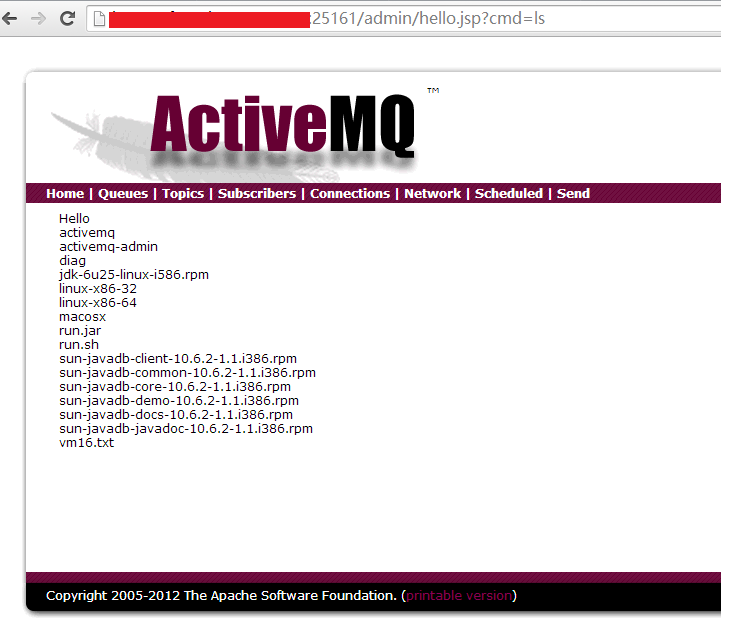 :25161/admin/hello.jsp?cmd=ls
ActiveMQ ™
Home | Queues | Topics | Subscribers | Connections | Network | Scheduled | Send
Hello
activemq
activemq-admin
diag
jdk-6u25-linux-i586.rpm
linux-x86-32
linux-x86-64
macosx
run.jar
run.sh
sun-javadb-client-10.6.2-1.1.i386.rpm
sun-javadb-common-10.6.2-1.1.i386.rpm
sun-javadb-core-10.6.2-1.1.i386.rpm
sun-javadb-demo-10.6.2-1.1.i386.rpm
sun-javadb-docs-10.6.2-1.1.i386.rpm
sun-javadb-javadoc-10.6.2-1.1.i386.rpm
vm16.txt
Copyright 2005-2012 The Apache Software Foundation. (printable version)